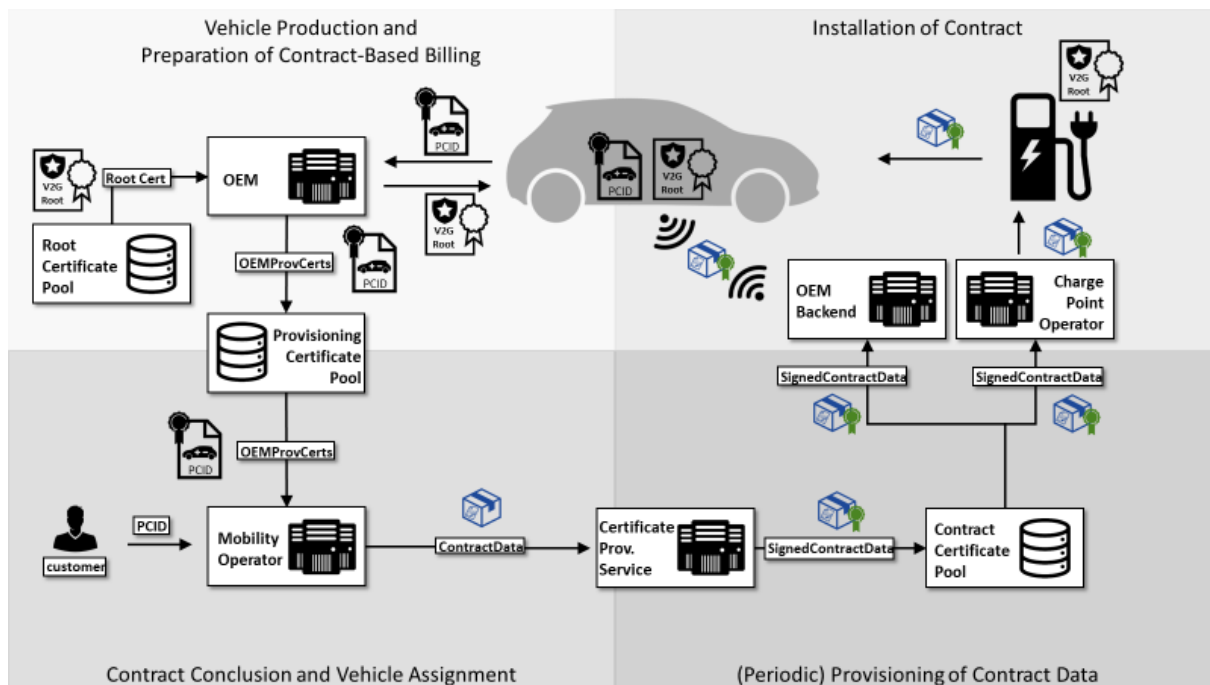 Vehicle Production and
Preparation of Contract-Based Billing
Installation of Contract
V2G
Root
PCID
V2G
Root
Root Cert
OEM
PCID
V2G
Root
V2G
Root
Root
Certificate
Pool
OEMProvCerts
PCID
OEM
Backend
Charge
Point
Operator
Provisioning
Certificate
Pool
SignedContractData
SignedContractData
PCID
OEMProvCerts
PCID
customer
Mobility
Operator
ContractData
Certificate
Prov.
Service
SignedContractData
Contract
Certificate
Pool
Contract Conclusion and Vehicle Assignment
(Periodic) Provisioning of Contract Data